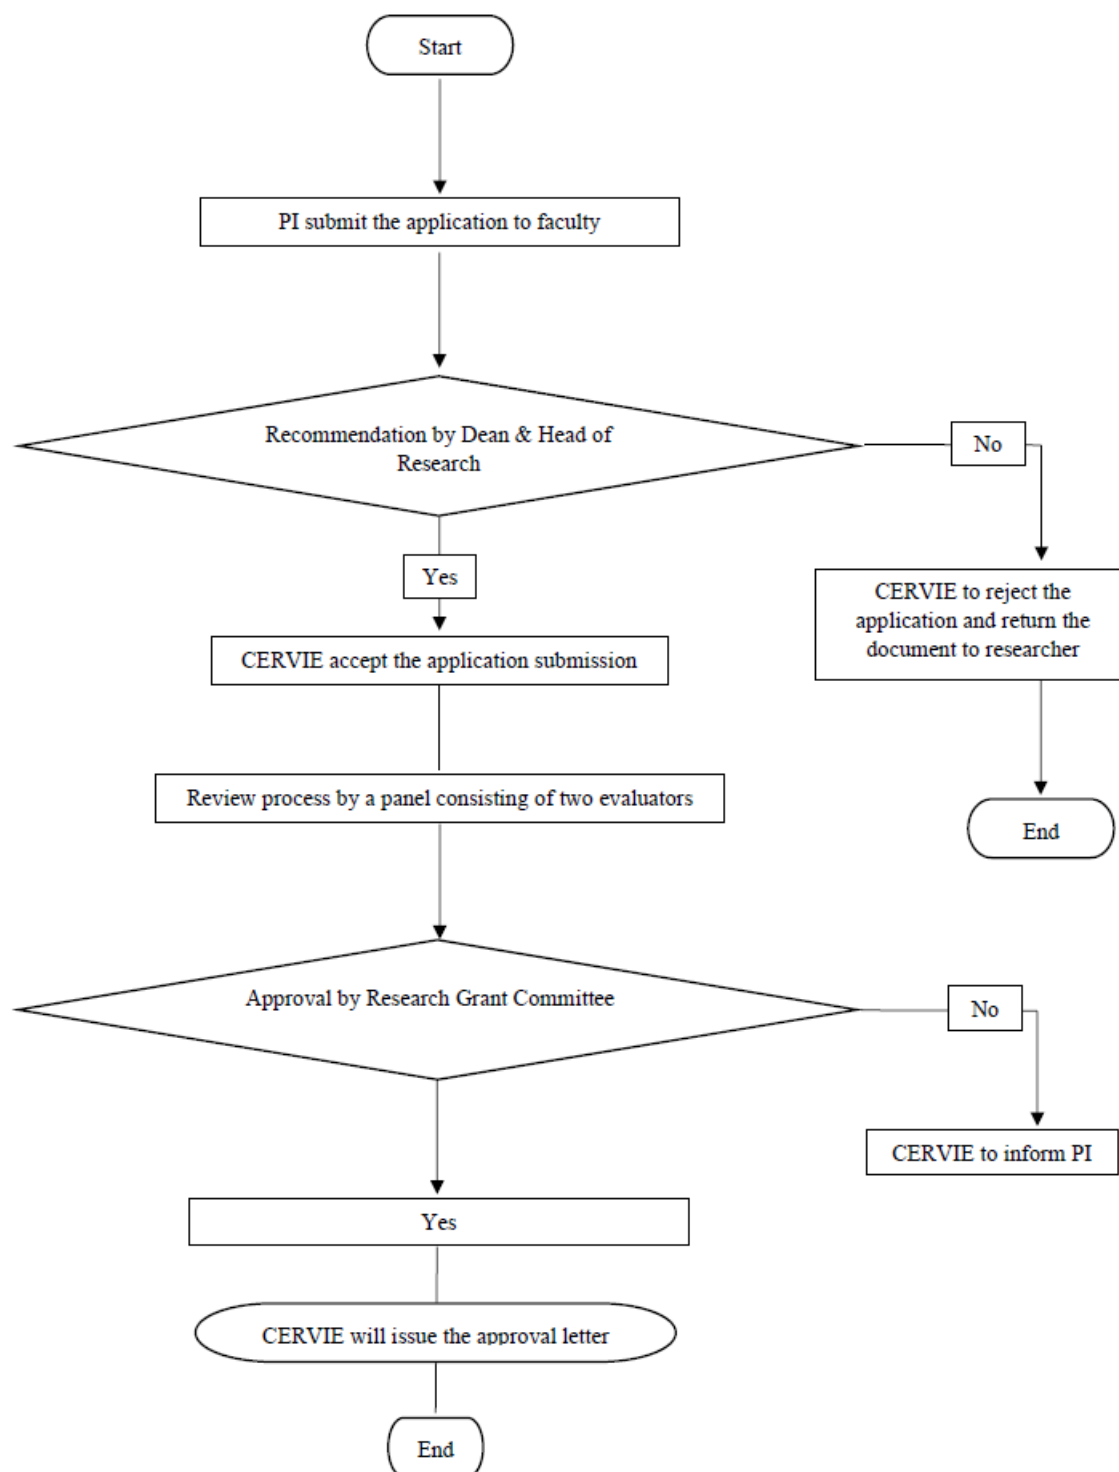 Start
PI submit the application to faculty
Recommendation by Dean & Head of
Research
No
Yes
CERVIE to reject the
application and return the
document to researcher
CERVIE accept the application submission
Review process by a panel consisting of two evaluators
End
Approval by Research Grant Committee
No
CERVIE to inform PI
Yes
CERVIE will issue the approval letter
End